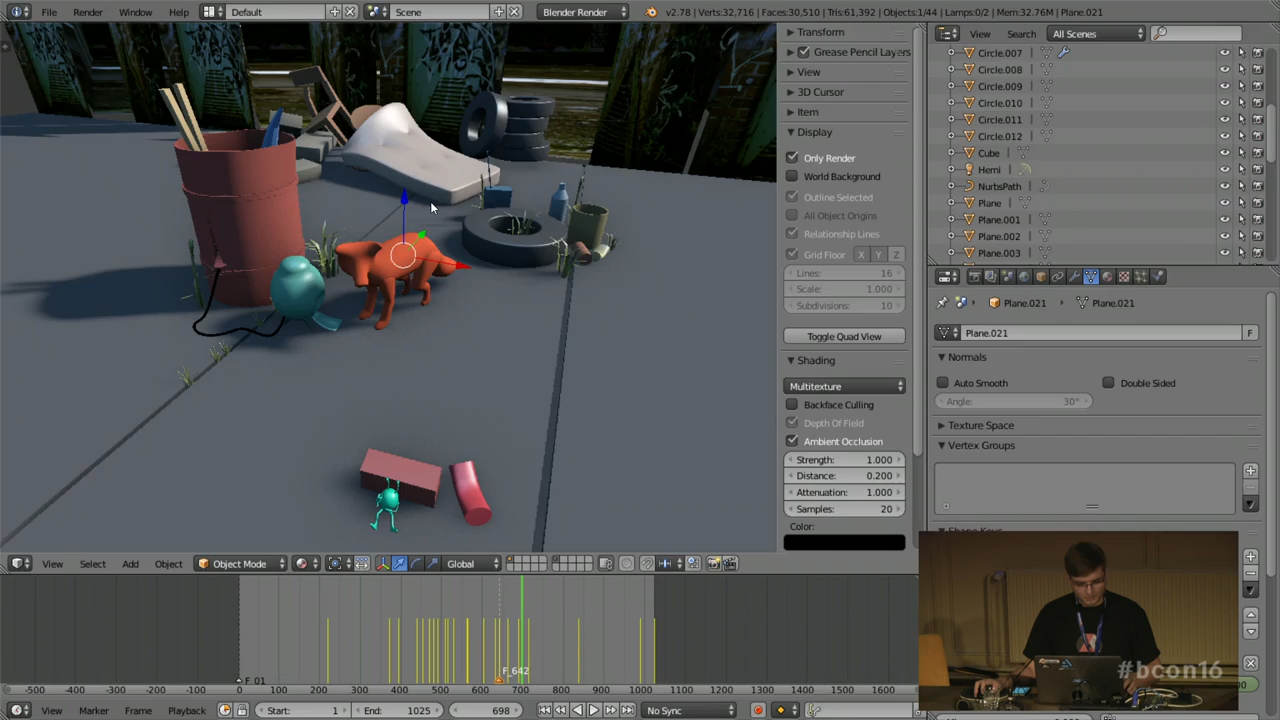 File Render Window Help Default Scene Blender Render v2.78 | Verts:32,716 | Faces:30,510 | Tris:61,392 | Objects:1/44 | Lamps:0/2 | Mem:32.76M | Plane.021
Transform
Grease Pencil Layers
View
3D Cursor
Item
Display
Only Render
World Background
Outline Selected
All Object Origins
Relationship Lines
Grid Floor X Y Z
Lines: 16
Scale: 1.000
Subdivisions: 10
Toggle Quad View
Shading
Multitexture
Backface Culling
Depth Of Field
Ambient Occlusion
Strength: 1.000
Distance: 0.200
Attenuation: 1.000
Samples: 20
Color:
View Search All Scenes
Circle.007
Circle.008
Circle.009
Circle.010
Circle.011
Circle.012
Cube
Hemi
NurbsPath
Plane
Plane.001
Plane.002
Plane.003
Plane.021 Plane.021
Plane.021 F
Normals
Auto Smooth Double Sided
Angle: 30°
Texture Space
Vertex Groups
View Select Add Object Object Mode Global
F_01 F_642
-500 -400 -300 -200 -100 0 100 200 300 400 500 600 700 800 900 1000 1100 1200 1300 1400 1500 1600
View Marker Frame Playback Start: 1 End: 1025 698 No Sync
#bcon16